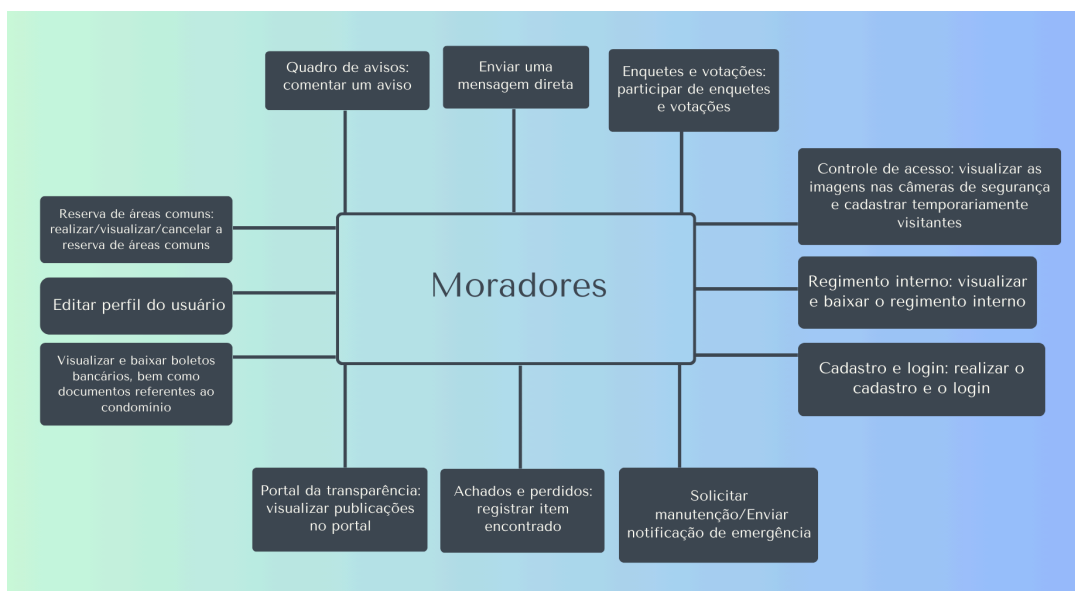 Quadro de avisos:
comentar um aviso
Enviar uma
mensagem direta
Enquetes e votações:
participar de enquetes
e votações
Controle de acesso: visualizar as
imagens nas câmeras de segurança
e cadastrar temporariamente
visitantes
Reserva de áreas comuns:
realizar/visualizar/cancelar a
reserva de áreas comuns
Moradores
Regimento interno: visualizar
e baixar o regimento interno
Editar perfil do usuário
Visualizar e baixar boletos
bancários, bem como
documentos referentes ao
condomínio
Cadastro e login: realizar o
cadastro e o login
Portal da transparência:
visualizar publicações
no portal
Achados e perdidos:
registrar item
encontrado
Solicitar
manutenção/Enviar
notificação de emergência